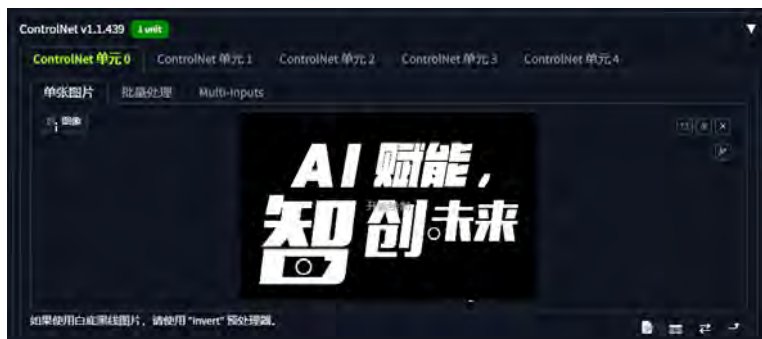 ControlNet v1.1.439 1 unit
ControlNet 单元 0 ControlNet 单元 1 ControlNet 单元 2 ControlNet 单元 3 ControlNet 单元 4
单张图片 批量处理 Multi-Inputs
图像
AI 赋能，
智创未来
如果使用白底黑线图片，请使用 "invert" 预处理器。